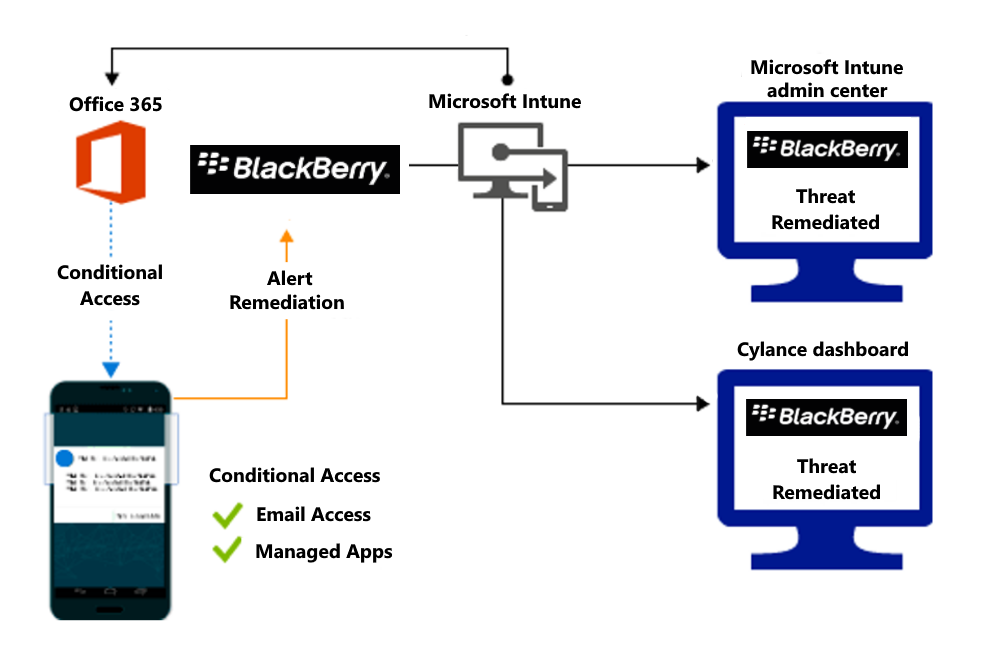 Microsoft Intune
admin center
Office 365
Microsoft Intune
BlackBerry
BlackBerry
Threat
Remediated
Conditional
Access
Alert
Remediation
Cylance dashboard
BlackBerry
Threat
Remediated
Conditional Access
Email Access
Managed Apps